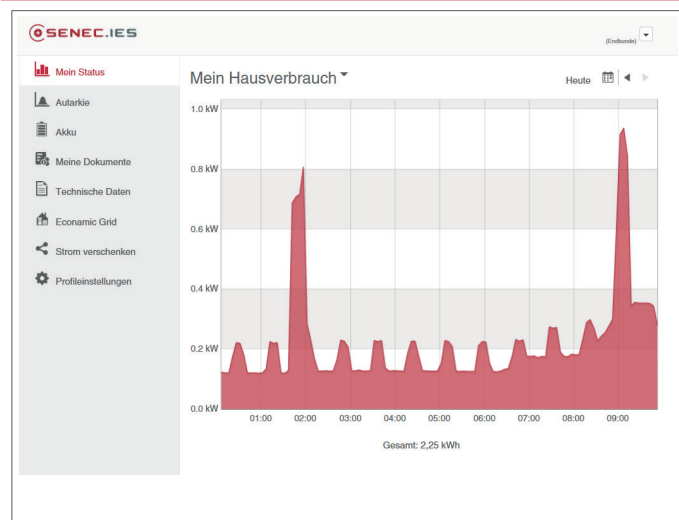 SENEC.IES
(Endkunde)
Mein Status
Autarkie
Akku
Meine Dokumente
Technische Daten
Econamic Grid
Strom verschenken
Profileinstellungen
Mein Hausverbrauch
Heute
1.0 kW
0.8 kW
0.6 kW
0.4 kW
0.2 kW
0.0 kW
01:00 02:00 03:00 04:00 05:00 06:00 07:00 08:00 09:00
Gesamt: 2,25 kWh